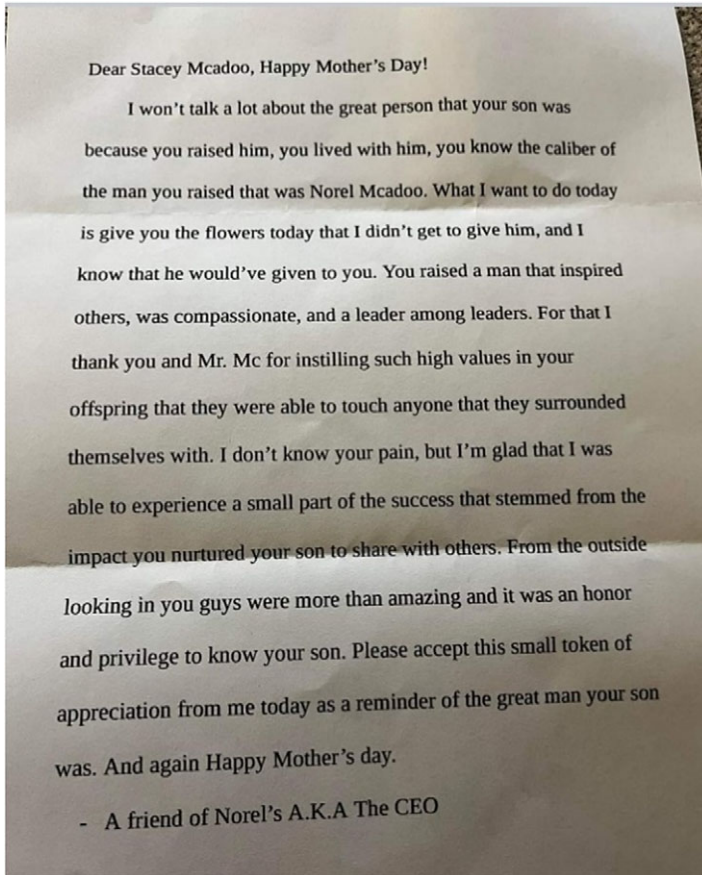 Dear Stacey Mcadoo, Happy Mother's Day!
I won't talk a lot about the great person that your son was
because you raised him, you lived with him, you know the caliber of
the man you raised that was Norel Mcadoo. What I want to do today
is give you the flowers today that I didn't get to give him, and I
know that he would've given to you. You raised a man that inspired
others, was compassionate, and a leader among leaders. For that I
thank you and Mr. Mc for instilling such high values in your
offspring that they were able to touch anyone that they surrounded
themselves with. I don't know your pain, but I'm glad that I was
able to experience a small part of the success that stemmed from the
impact you nurtured your son to share with others. From the outside
looking in you guys were more than amazing and it was an honor
and privilege to know your son. Please accept this small token of
appreciation from me today as a reminder of the great man your son
was. And again Happy Mother's day.
- A friend of Norel's A.K.A The CEO